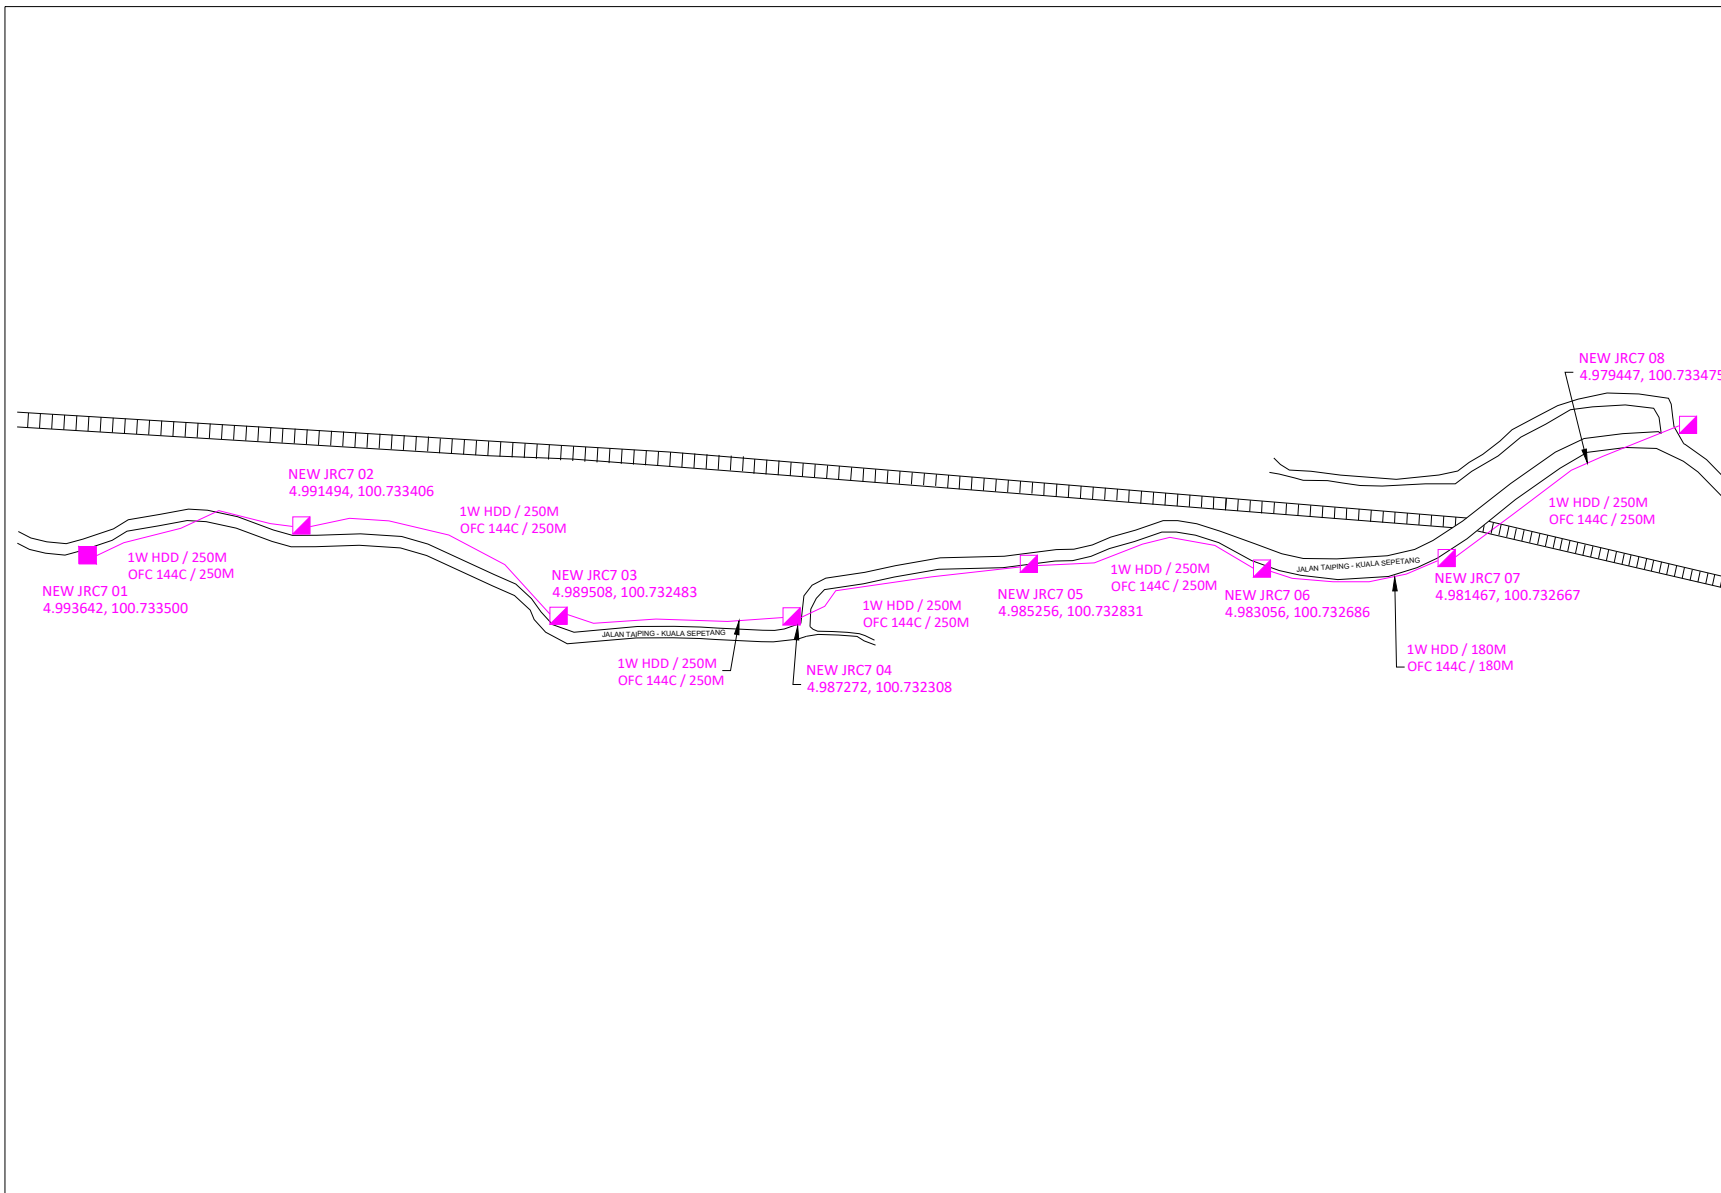 NEW JRC7 08
4.979447, 100.733475
NEW JRC7 02
4.991494, 100.733406
1W HDD / 250M
OFC 144C / 250M
1W HDD / 250M
OFC 144C / 250M
1W HDD / 250M
OFC 144C / 250M
NEW JRC7 01
4.993642, 100.733500
NEW JRC7 03
4.989508, 100.732483
JALAN TAIPING - KUALA SEPETANG
1W HDD / 250M
OFC 144C / 250M
NEW JRC7 04
4.987272, 100.732308
1W HDD / 250M
OFC 144C / 250M
NEW JRC7 05
4.985256, 100.732831
1W HDD / 250M
OFC 144C / 250M
NEW JRC7 06
4.983056, 100.732686
JALAN TAIPING - KUALA SEPETANG
NEW JRC7 07
4.981467, 100.732667
1W HDD / 180M
OFC 144C / 180M